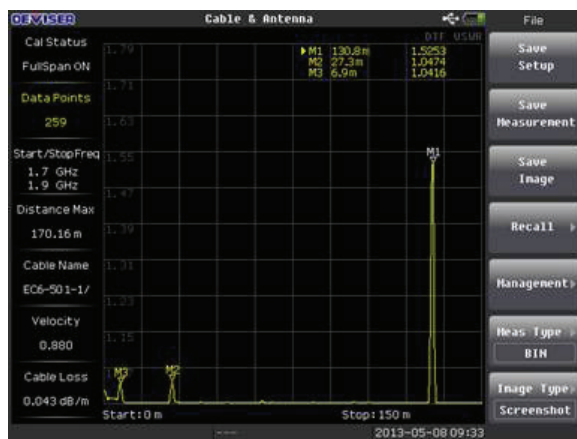 DEVISER Cable & Antenna
Cal Status
FullSpan ON
Data Points
259
Start/StopFreq
1.7 GHz
1.9 GHz
Distance Max
170.16 m
Cable Name
EC6-50 1-1/
Velocity
0.880
Cable Loss
0.043 dB/m
DTF VSWR
M1 130.8m 1.5253
M2 27.3m 1.0474
M3 6.9m 1.0416
1.79
1.71
1.63
1.55
1.47
1.39
1.31
1.23
1.15
M1
M3
M2
Start:0 m
Stop:150 m
---
2013-05-08 09:33
File
Save
Setup
Save
Measurement
Save
Image
Recall
Management
Meas Type
BIN
Image Type
Screenshot